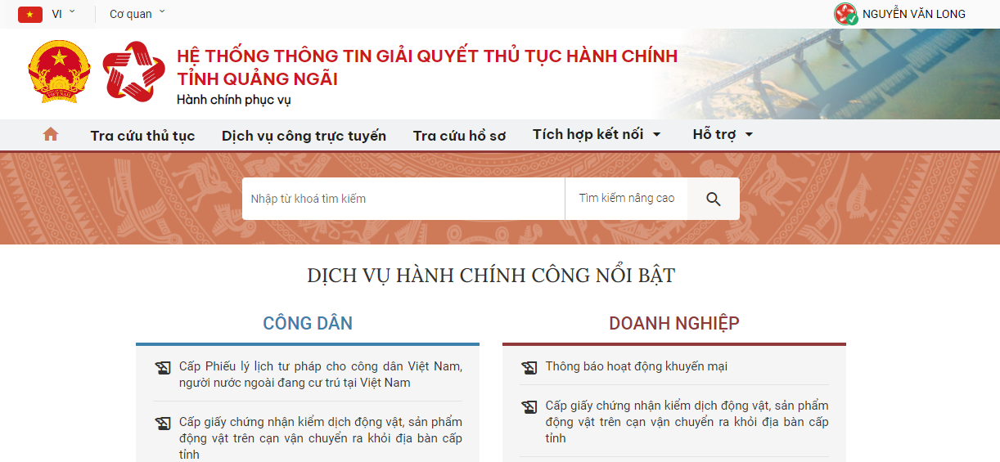 VI
Cơ quan
NGUYỄN VĂN LONG
HỆ THỐNG THÔNG TIN GIẢI QUYẾT THỦ TỤC HÀNH CHÍNH
TỈNH QUẢNG NGÃI
Hành chính phục vụ
VIỆT NAM
Tra cứu thủ tục
Dịch vụ công trực tuyến
Tra cứu hồ sơ
Tích hợp kết nối
Hỗ trợ
Nhập từ khoá tìm kiếm
Tìm kiếm nâng cao
DỊCH VỤ HÀNH CHÍNH CÔNG NỔI BẬT
CÔNG DÂN
Cấp Phiếu lý lịch tư pháp cho công dân Việt Nam,
người nước ngoài đang cư trú tại Việt Nam
Cấp giấy chứng nhận kiểm dịch động vật, sản phẩm
động vật trên cạn vận chuyển ra khỏi địa bàn cấp
tỉnh
DOANH NGHIỆP
Thông báo hoạt động khuyến mại
Cấp giấy chứng nhận kiểm dịch động vật, sản phẩm
động vật trên cạn vận chuyển ra khỏi địa bàn cấp
tỉnh